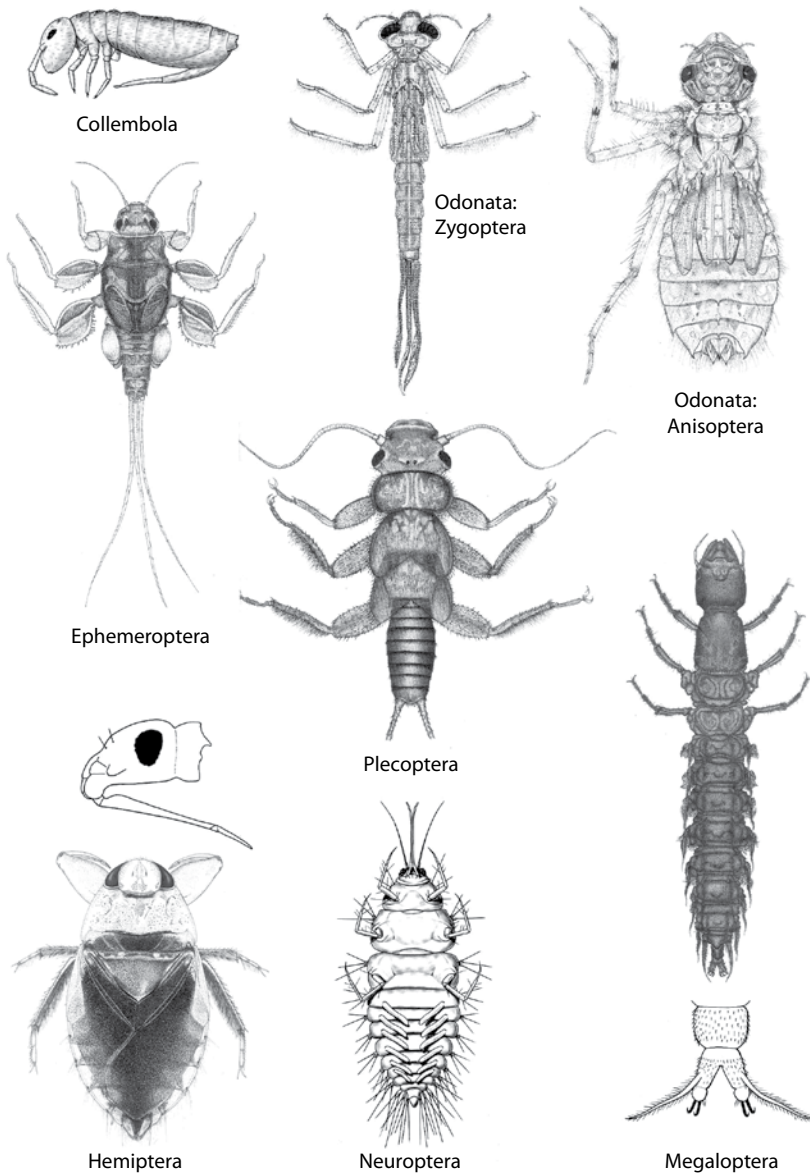 Collembola
Odonata:
Zygoptera
Odonata:
Anisoptera
Ephemeroptera
Plecoptera
Hemiptera
Neuroptera
Megaloptera